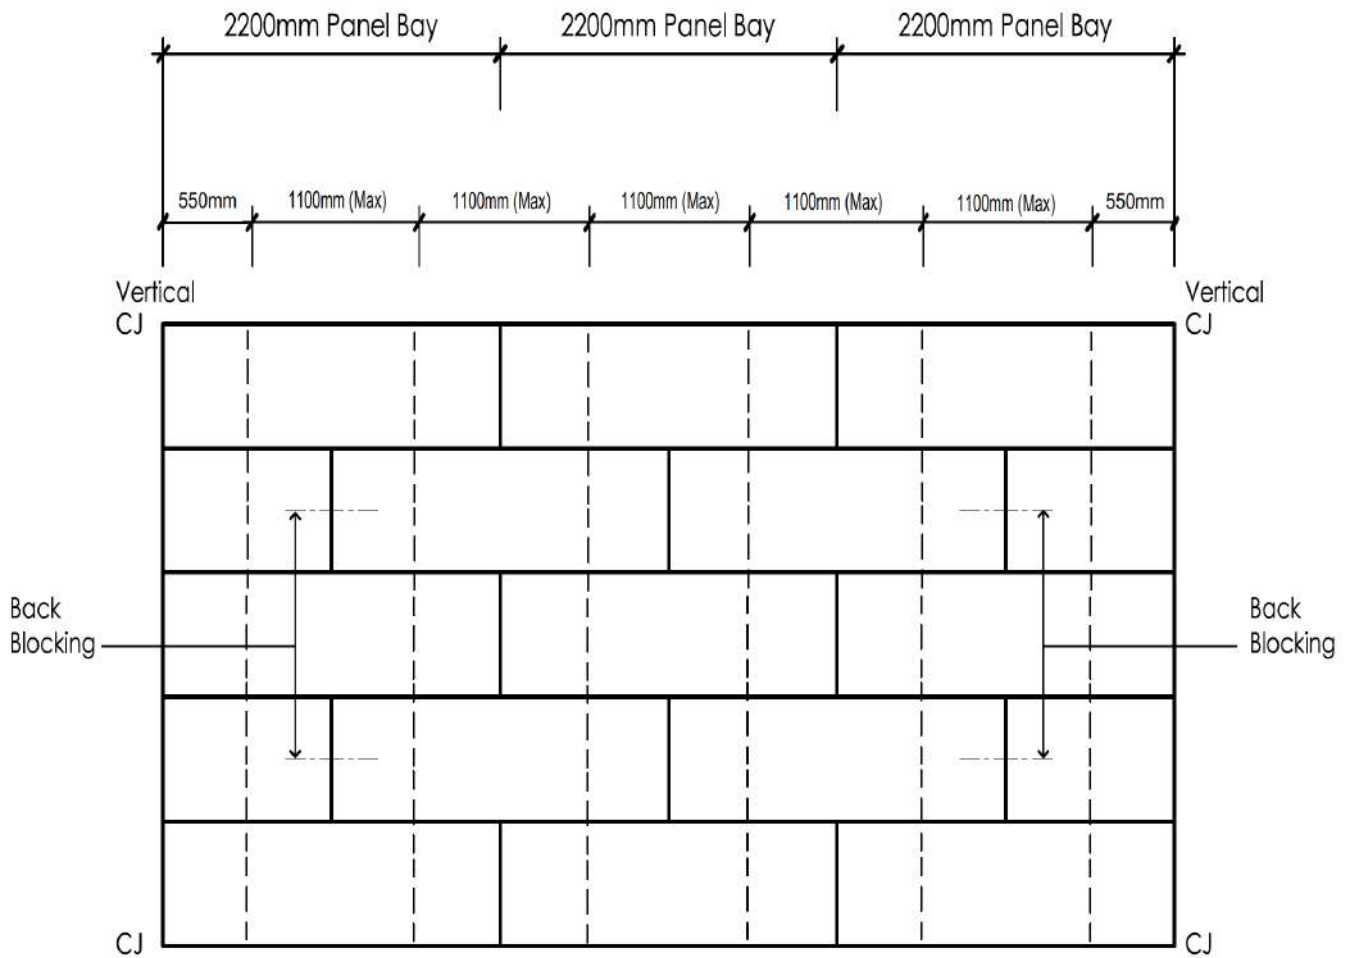 2200mm Panel Bay 2200mm Panel Bay 2200mm Panel Bay
550mm 1100mm (Max) 1100mm (Max) 1100mm (Max) 1100mm (Max) 1100mm (Max) 550mm
Vertical
CJ
Vertical
CJ
Back
Blocking
Back
Blocking
CJ
CJ